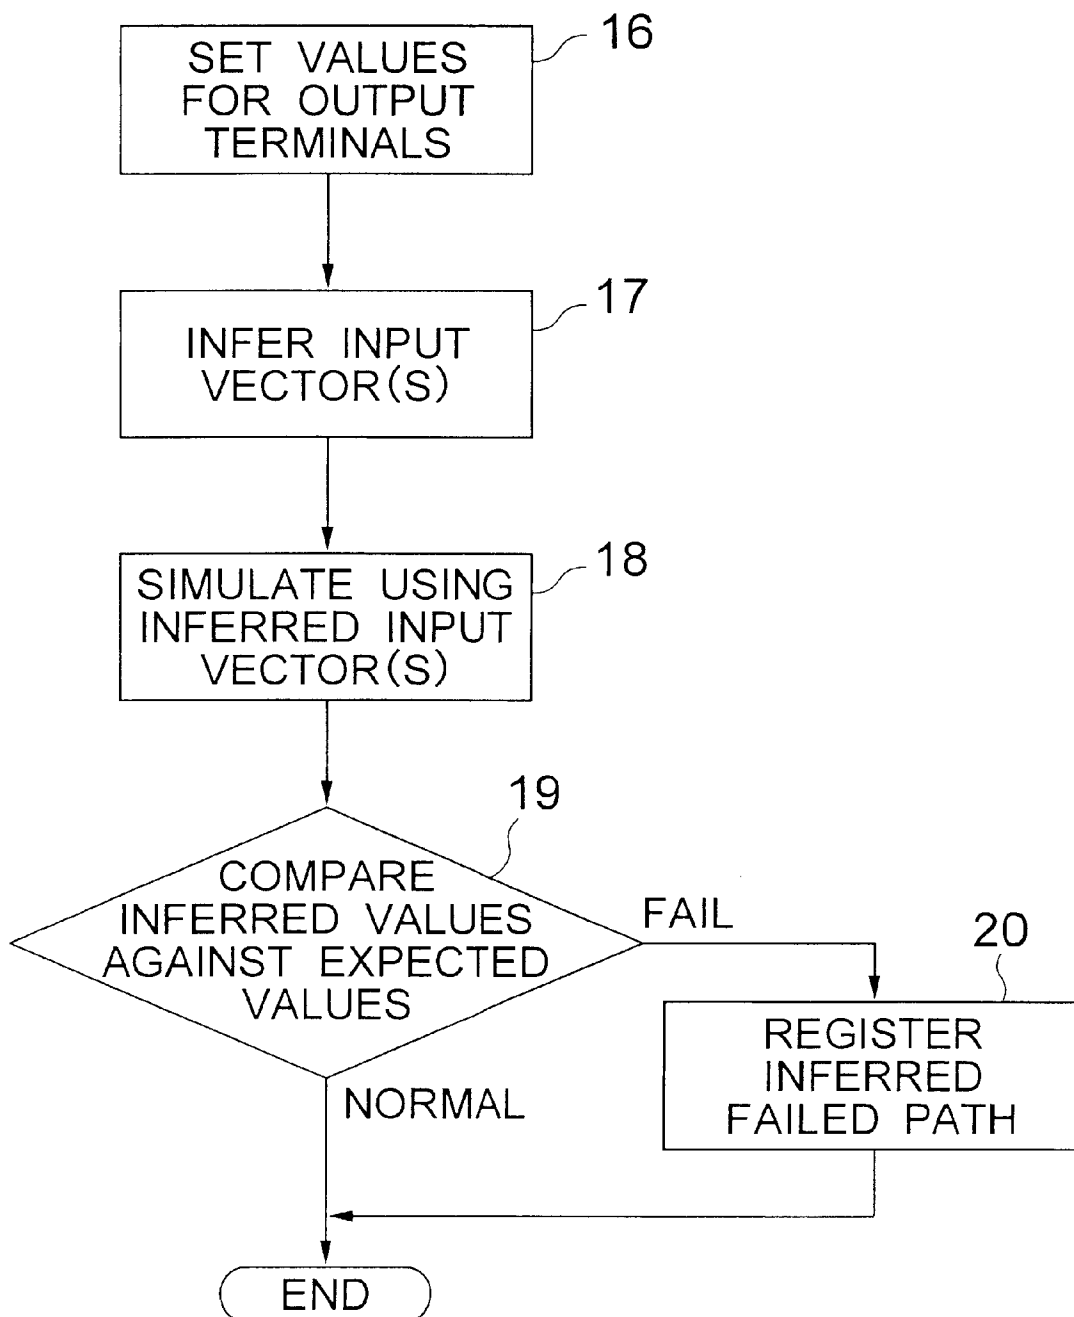 16
SET VALUES
FOR OUTPUT
TERMINALS
17
INFER INPUT
VECTOR(S)
18
SIMULATE USING
INFERRED INPUT
VECTOR(S)
19
COMPARE
INFERRED VALUES
AGAINST EXPECTED
VALUES
FAIL
20
REGISTER
INFERRED
FAILED PATH
NORMAL
END